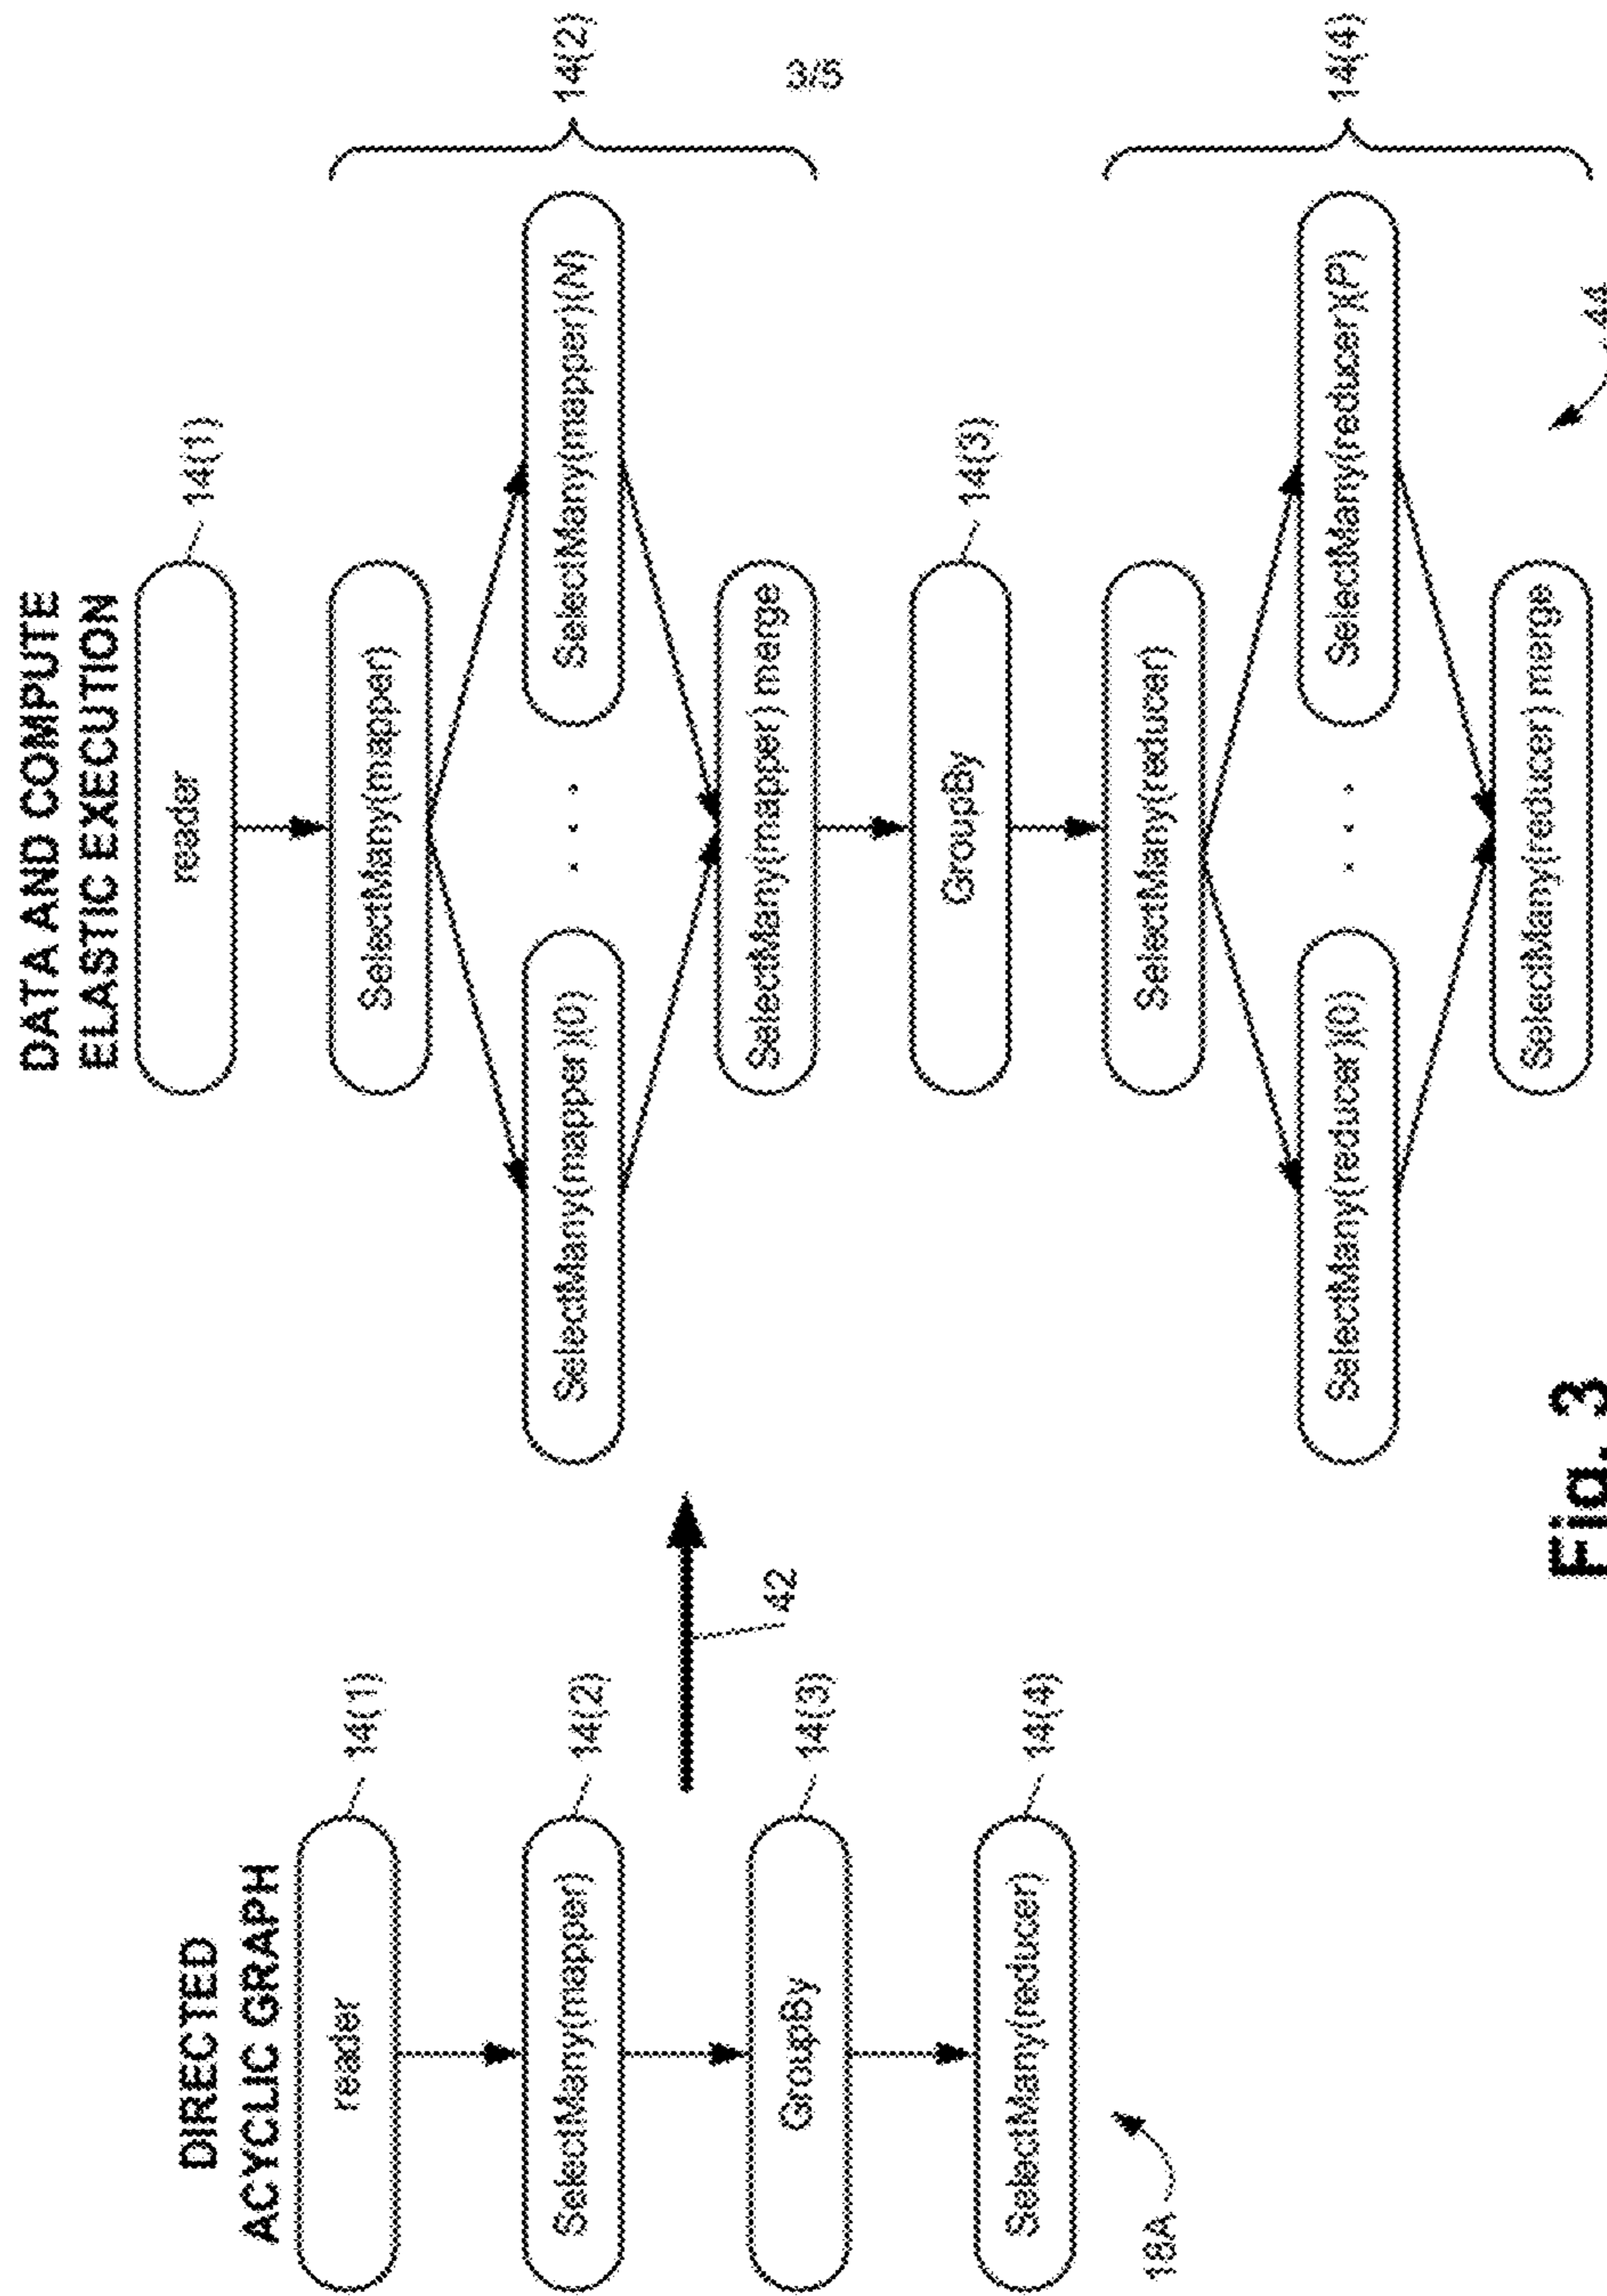 DIRECTED
ACYCLIC GRAPH
reader
14(1)
SelectMany(mapper)
14(2)
GroupBy
14(3)
SelectMany(reducer)
14(4)
18A
42
DATA AND COMPUTE
ELASTIC EXECUTION
reader
14(1)
SelectMany(mapper)
SelectMany(mapper)(0)
. . .
SelectMany(mapper)(N)
SelectMany(mapper) merge
14(2)
GroupBy
14(3)
SelectMany(reducer)
SelectMany(reducer)(0)
. . .
SelectMany(reducer)(P)
SelectMany(reducer) merge
14(4)
44
3/5
Fig. 3